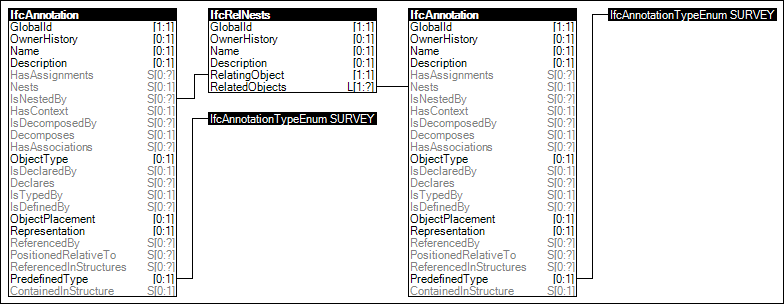 IfcAnnotation
GlobalId [1:1]
OwnerHistory [0:1]
Name [0:1]
Description [0:1]
HasAssignments S[0:?]
Nests S[0:1]
IsNestedBy S[0:?]
HasContext S[0:1]
IsDecomposedBy S[0:?]
Decomposes S[0:1]
HasAssociations S[0:?]
ObjectType [0:1]
IsDeclaredBy S[0:1]
Declares S[0:?]
IsTypedBy S[0:1]
IsDefinedBy S[0:?]
ObjectPlacement [0:1]
Representation [0:1]
ReferencedBy S[0:?]
PositionedRelativeTo S[0:?]
ReferencedInStructures S[0:?]
PredefinedType [0:1]
ContainedInStructure S[0:1]
IfcRelNests
GlobalId [1:1]
OwnerHistory [0:1]
Name [0:1]
Description [0:1]
RelatingObject [1:1]
RelatedObjects L[1:?]
IfcAnnotationTypeEnum SURVEY
IfcAnnotation
GlobalId [1:1]
OwnerHistory [0:1]
Name [0:1]
Description [0:1]
HasAssignments S[0:?]
Nests S[0:1]
IsNestedBy S[0:?]
HasContext S[0:1]
IsDecomposedBy S[0:?]
Decomposes S[0:1]
HasAssociations S[0:?]
ObjectType [0:1]
IsDeclaredBy S[0:1]
Declares S[0:?]
IsTypedBy S[0:1]
IsDefinedBy S[0:?]
ObjectPlacement [0:1]
Representation [0:1]
ReferencedBy S[0:?]
PositionedRelativeTo S[0:?]
ReferencedInStructures S[0:?]
PredefinedType [0:1]
ContainedInStructure S[0:1]
IfcAnnotationTypeEnum SURVEY